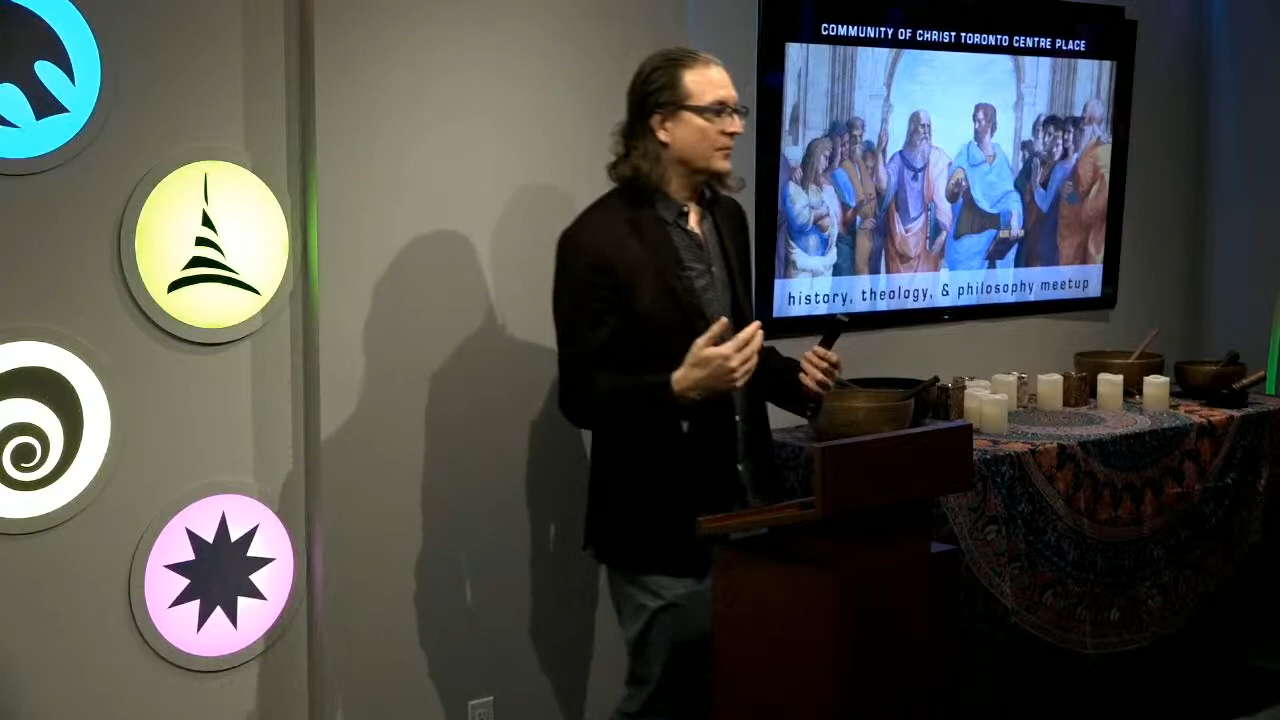 COMMUNITY OF CHRIST TORONTO CENTRE PLACE
history, theology, & philosophy meetup